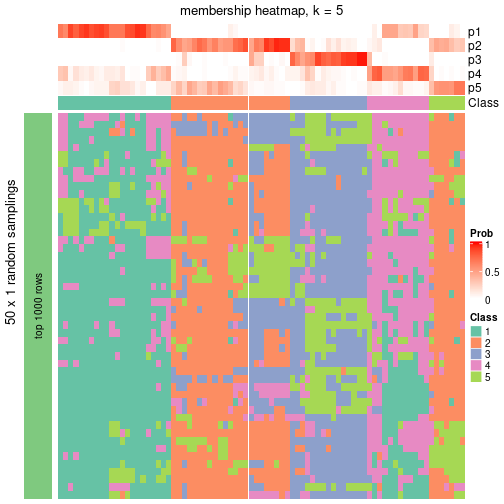 membership heatmap, k = 5
p1
p2
p3
p4
p5
Class
50 x 1 random samplings
top 1000 rows
Prob
1
0.5
0
Class
1
2
3
4
5